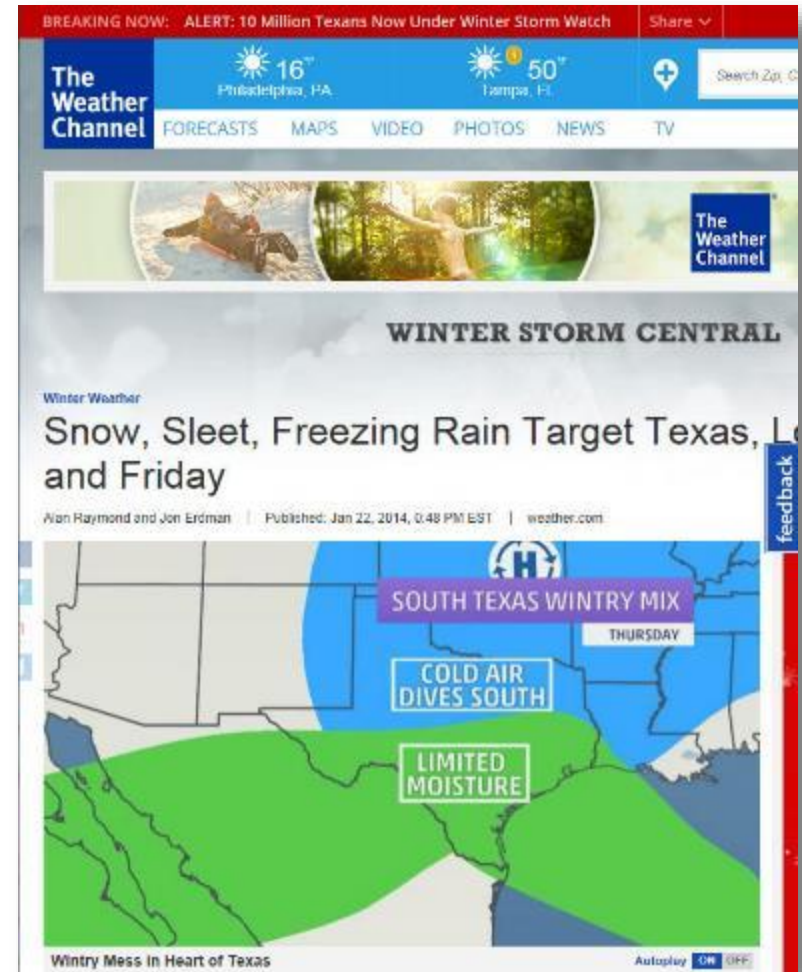 BREAKING NOW: ALERT: 10 Million Texans Now Under Winter Storm Watch Share
The
Weather
Channel
16°F
Philadelphia, PA
50°F
Tampa, FL
Search Zip,
FORECASTS MAPS VIDEO PHOTOS NEWS TV
The
Weather
Channel
WINTER STORM CENTRAL
Winter Weather
Snow, Sleet, Freezing Rain Target Texas,
and Friday
Alan Raymond and Jon Erdman | Published: Jan 22, 2014, PM EST | weather.com
feedback
H
SOUTH TEXAS WINTRY MIX
THURSDAY
COLD AIR
DIVES SOUTH
LIMITED
MOISTURE
Wintry Mess in Heart of Texas Autoplay ON OFF